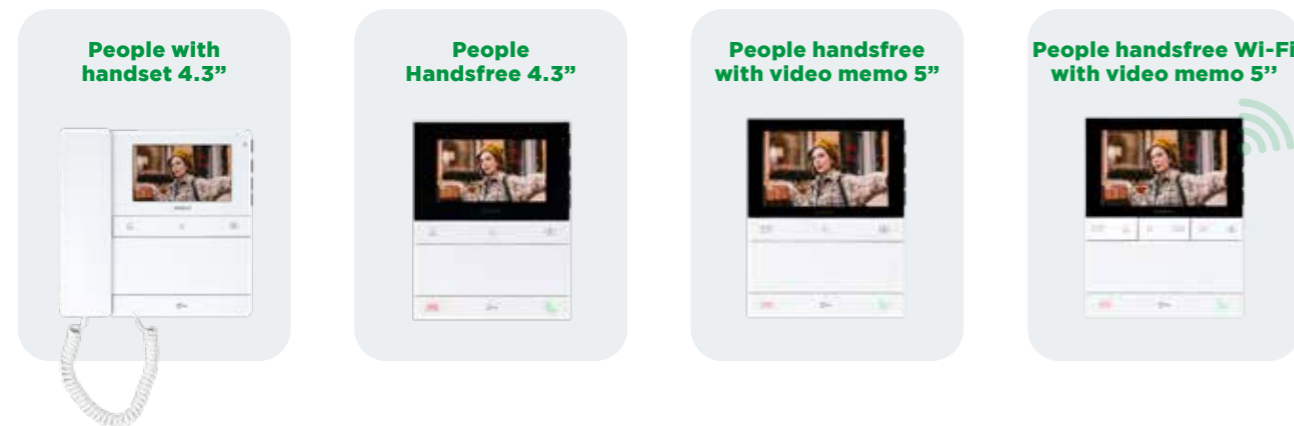 People with
handset 4.3”
People
Handsfree 4.3”
People handsfree
with video memo 5”
People handsfree Wi-Fi
with video memo 5’’